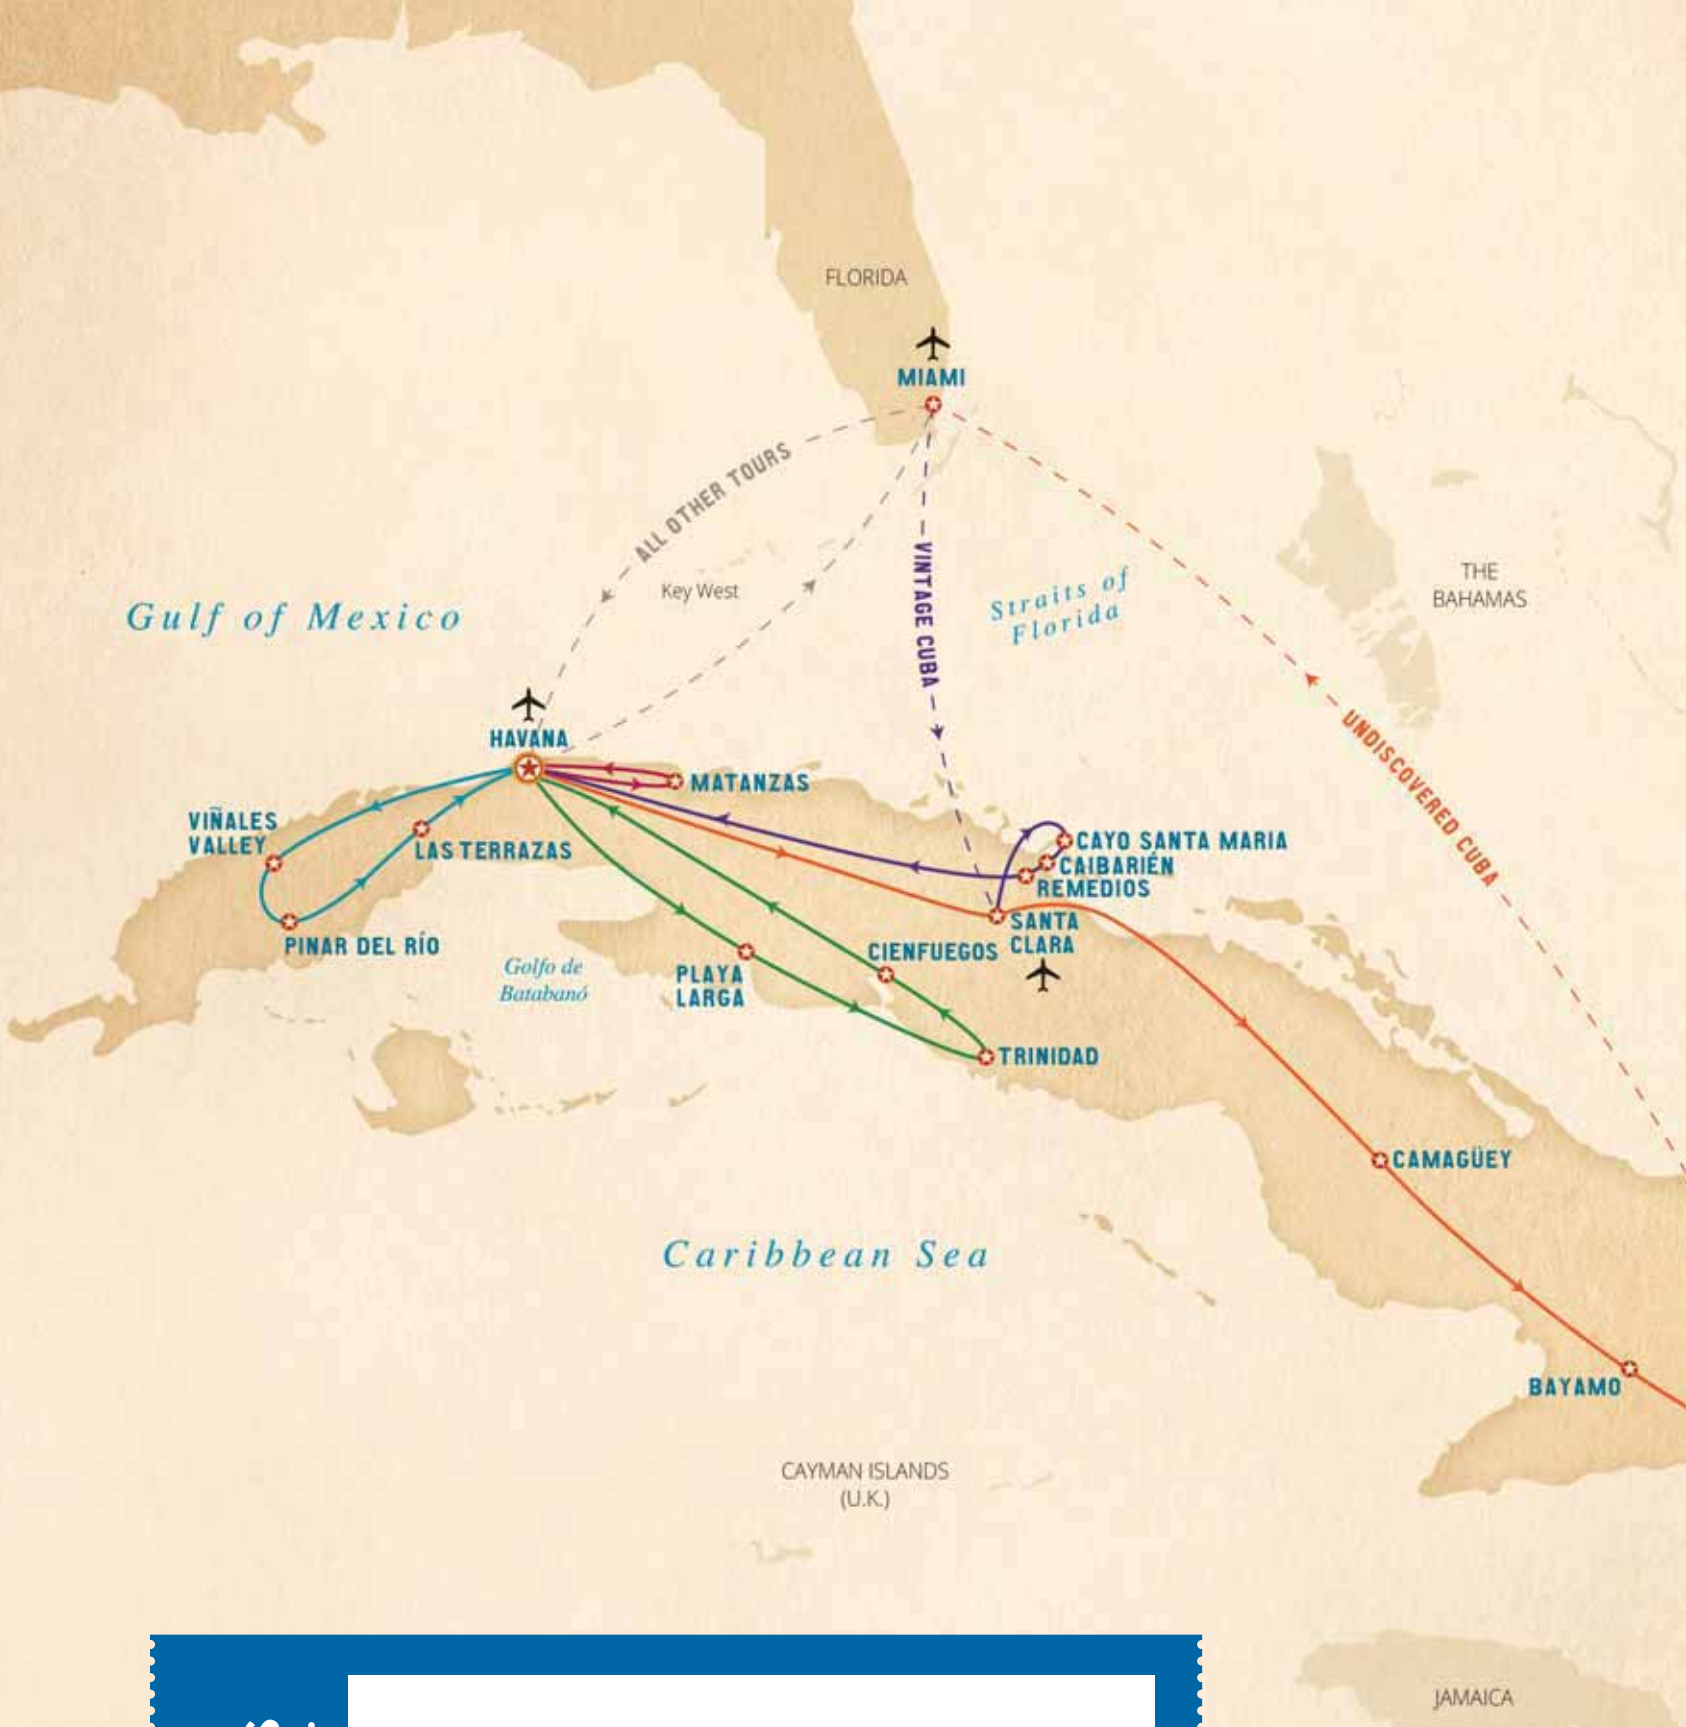 FLORIDA
MIAMI
ALL OTHER TOURS
Key West
VINTAGE CUBA
Straits of
Florida
THE
BAHAMAS
Gulf of Mexico
UNDISCOVERED CUBA
HAVANA
MATANZAS
VIÑALES
VALLEY
LAS TERRAZAS
CAYO SANTA MARIA
CAIBARIÉN
REMEDIOS
SANTA
CLARA
PINAR DEL RÍO
Golfo de
Batabanó
PLAYA
LARGA
CIENFUEGOS
TRINIDAD
CAMAGÜEY
Caribbean Sea
BAYAMO
CAYMAN ISLANDS
(U.K.)
JAMAICA